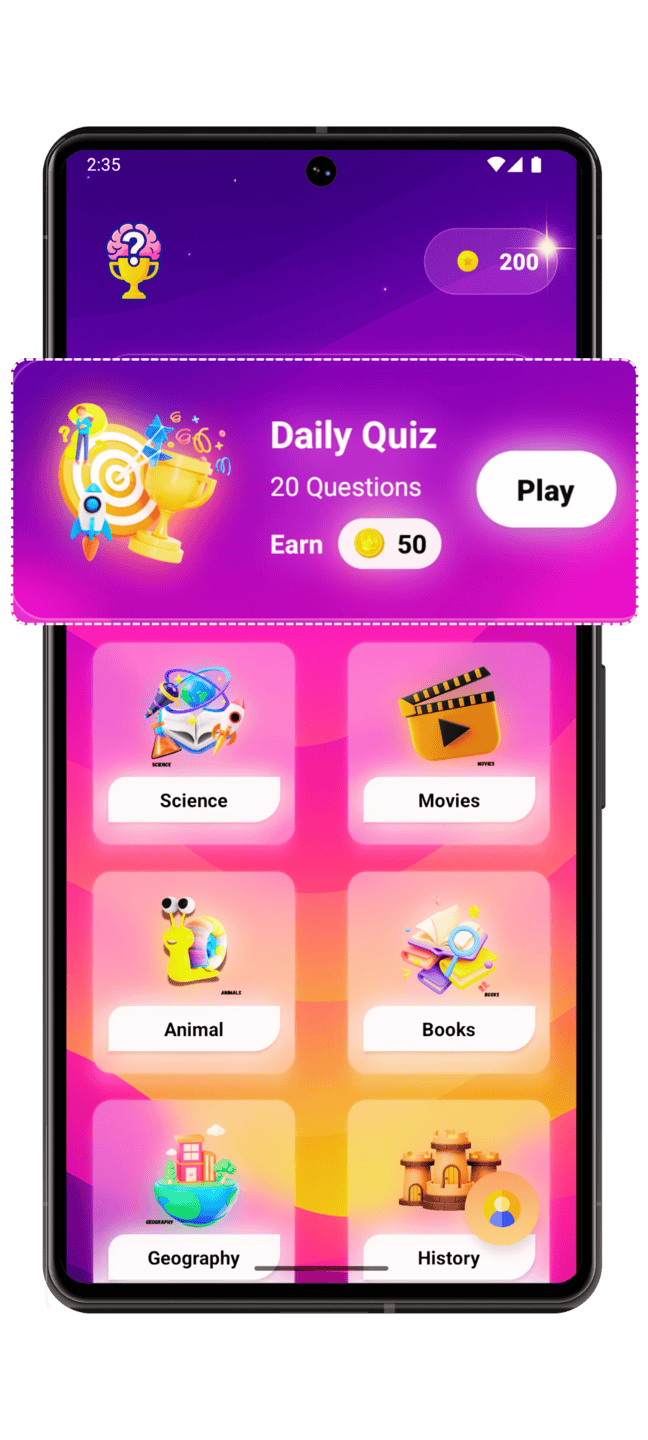 2:35
?
200
Daily Quiz
20 Questions
Play
Earn 50
SCIENCE
MOVIES
Science
Movies
ANIMALS
BOOKS
Animal
Books
GEOGRAPHY
Geography
History